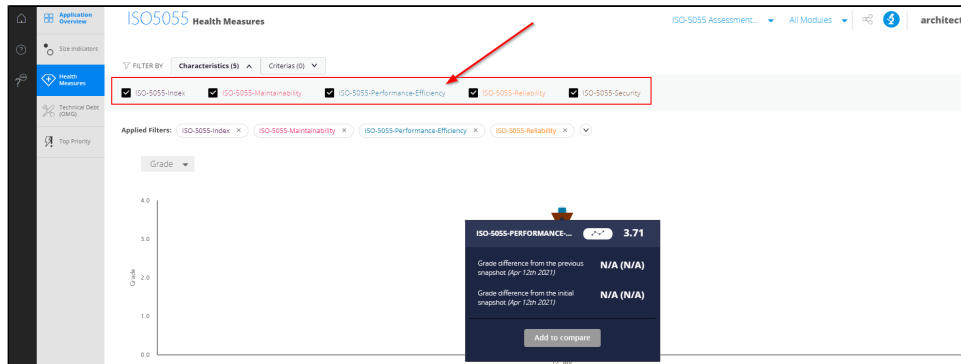 Application Overview
ISO5055 Health Measures
ISO-5055 Assessment...
All Modules
architect
Size Indicators
FILTER BY
Characteristics (5)
Criterias (0)
Health Measures
ISO-5055-Index
ISO-5055-Maintainability
ISO-5055-Performance-Efficiency
ISO-5055-Reliability
ISO-5055-Security
Technical Debt (OMG)
Applied Filters:
ISO-5055-Index ×
ISO-5055-Maintainability ×
ISO-5055-Performance-Efficiency ×
ISO-5055-Reliability ×
Top Priority
Grade
4.0
3.0
2.0
1.0
0.0
Grade
ISO-5055-PERFORMANCE-...
3.71
Grade difference from the previous snapshot (Apr 12th 2021)
N/A (N/A)
Grade difference from the initial snapshot (Apr 12th 2021)
N/A (N/A)
Add to compare